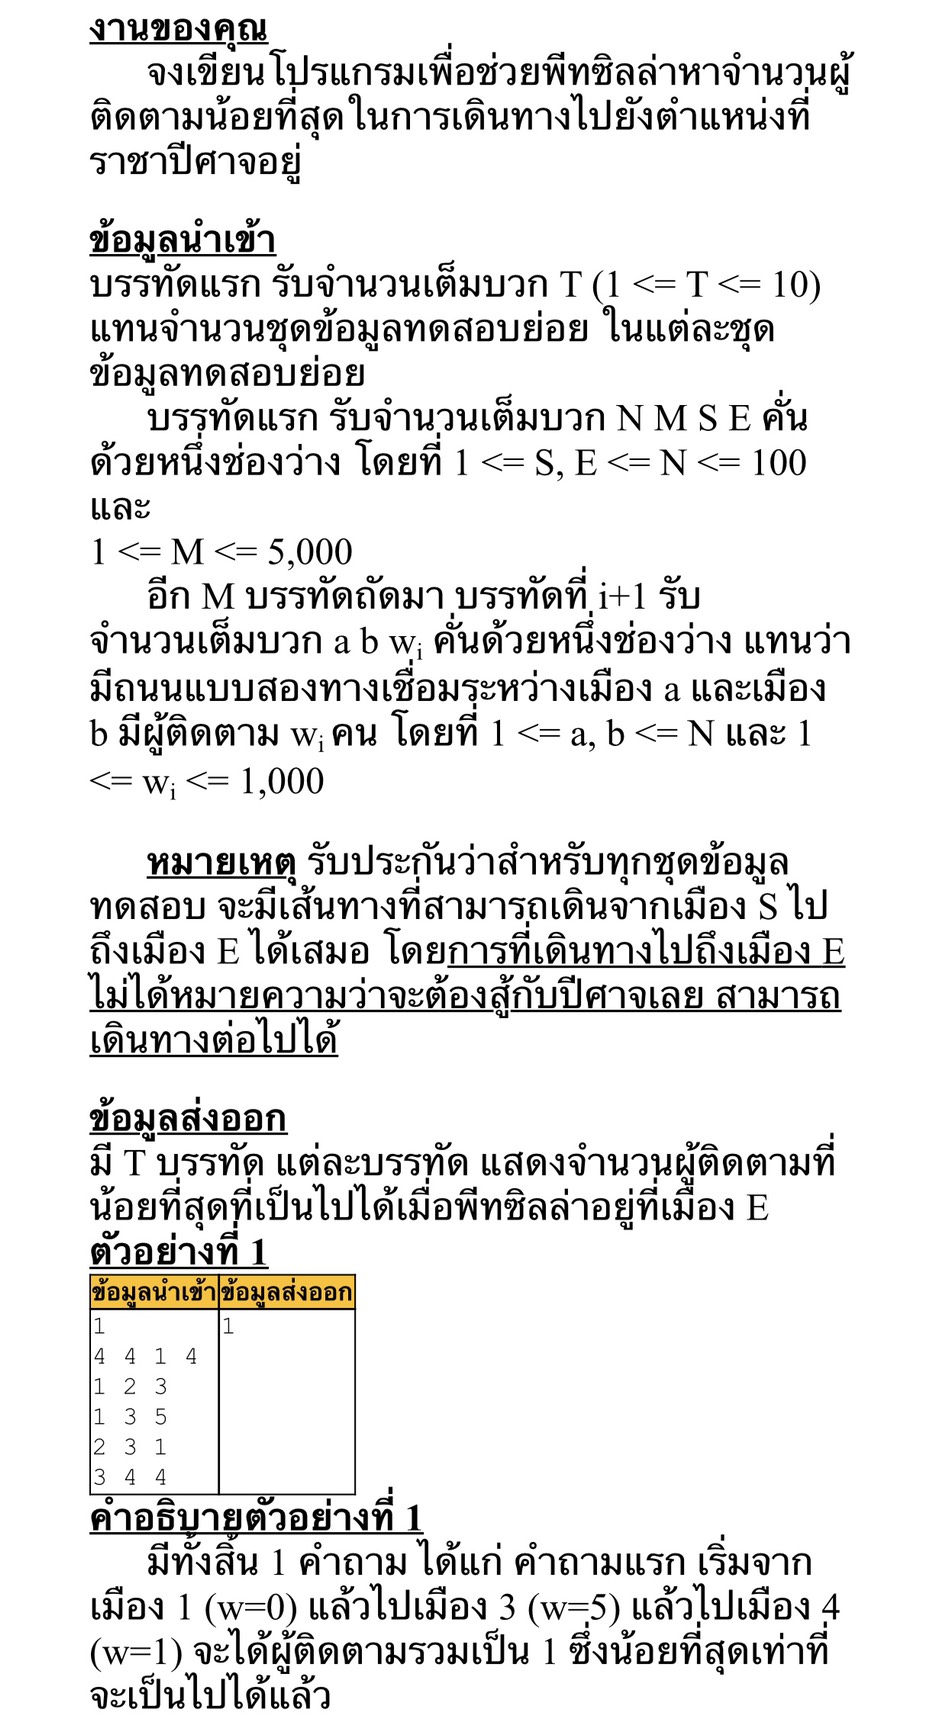 งานของคุณ
จงเขียนโปรแกรมเพื่อช่วยพีทซิลล่าหาจำนวนผู้
ติดตามน้อยที่สุดในการเดินทางไปยังตำแหน่งที่
ราชาปีศาจอยู่
ข้อมูลนำเข้า
บรรทัดแรก รับจำนวนเต็มบวก T (1 <= T <= 10)
แทนจำนวนชุดข้อมูลทดสอบย่อย ในแต่ละชุด
ข้อมูลทดสอบย่อย
บรรทัดแรก รับจำนวนเต็มบวก N M S E คั่น
ด้วยหนึ่งช่องว่าง โดยที่ 1 <= S, E <= N <= 100
และ
1 <= M <= 5,000
อีก M บรรทัดถัดมา บรรทัดที่ i+1 รับ
จำนวนเต็มบวก a b wi คั่นด้วยหนึ่งช่องว่าง แทนว่า
มีถนนแบบสองทางเชื่อมระหว่างเมือง a และเมือง
b มีผู้ติดตาม wi คน โดยที่ 1 <= a, b <= N และ 1
<= wi <= 1,000
หมายเหตุ รับประกันว่าสำหรับทุกชุดข้อมูล
ทดสอบ จะมีเส้นทางที่สามารถเดินจากเมือง S ไป
ถึงเมือง E ได้เสมอ โดยการที่เดินทางไปถึงเมือง E
ไม่ได้หมายความว่าจะต้องสู้กับปีศาจเลย สามารถ
เดินทางต่อไปได้
ข้อมูลส่งออก
มี T บรรทัด แต่ละบรรทัด แสดงจำนวนผู้ติดตามที่
น้อยที่สุดที่เป็นไปได้เมื่อพีทซิลล่าอยู่ที่เมือง E
ตัวอย่างที่ 1
ข้อมูลนำเข้า ข้อมูลส่งออก
1 1
4 4 1 4
1 2 3
1 3 5
2 3 1
3 4 4
คำอธิบายตัวอย่างที่ 1
มีทั้งสิ้น 1 คำถาม ได้แก่ คำถามแรก เริ่มจาก
เมือง 1 (w=0) แล้วไปเมือง 3 (w=5) แล้วไปเมือง 4
(w=1) จะได้ผู้ติดตามรวมเป็น 1 ซึ่งน้อยที่สุดเท่าที่
จะเป็นไปได้แล้ว